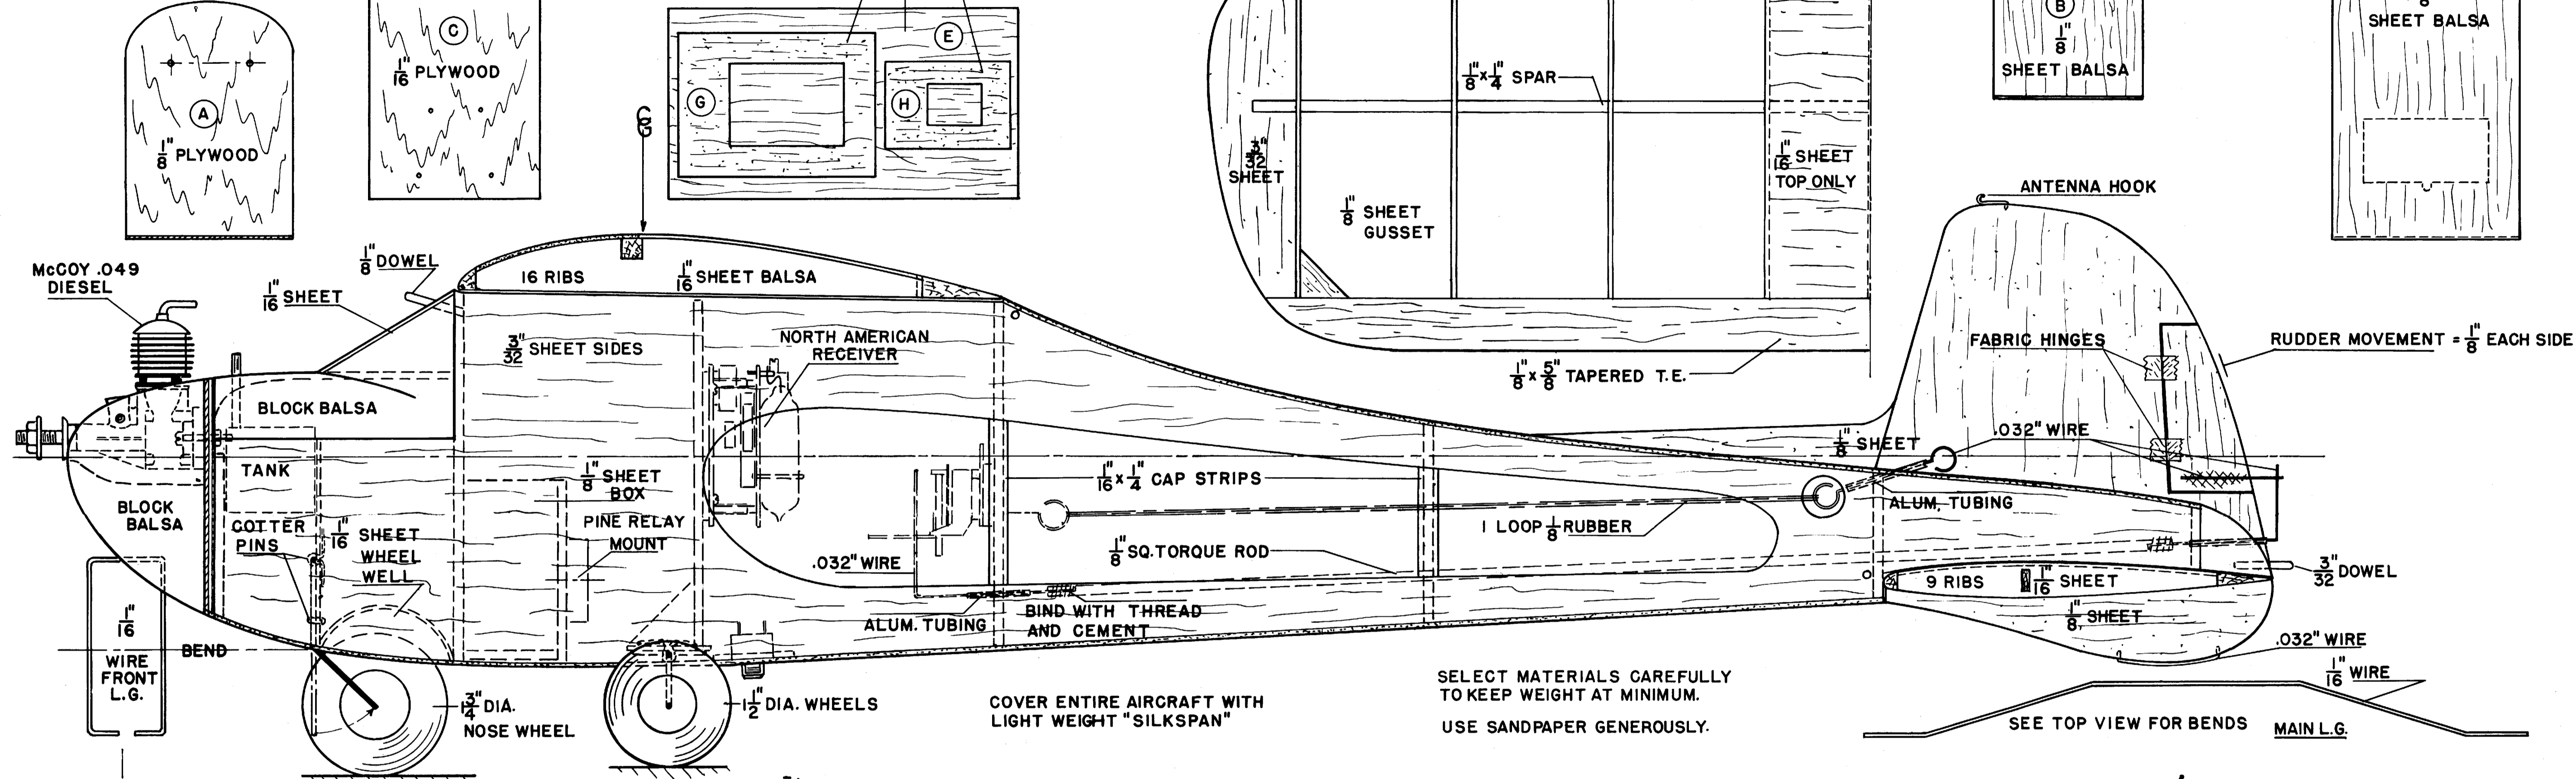 A
1/8" PLYWOOD
C
1/16" PLYWOOD
E
G
H
CG
1/8"x1/4" SPAR
3/32"
SHEET
1/8" SHEET
GUSSET
1/16" SHEET
TOP ONLY
1/8"x5/8" TAPERED T.E.
B
1/8"
SHEET BALSA
8
SHEET BALSA
ANTENNA HOOK
McCOY .049
DIESEL
1/16" SHEET
1/8" DOWEL
16 RIBS
1/16" SHEET BALSA
3/32" SHEET SIDES
NORTH AMERICAN
RECEIVER
FABRIC HINGES
RUDDER MOVEMENT = 1/8" EACH SIDE
BLOCK BALSA
TANK
BLOCK
BALSA
COTTER
PINS
1/16" SHEET
WHEEL
WELL
1/8" SHEET
BOX
PINE RELAY
MOUNT
.032" WIRE
1/16"x1/4" CAP STRIPS
1/8" SQ. TORQUE ROD
1 LOOP 1/8" RUBBER
1/8" SHEET
.032" WIRE
ALUM. TUBING
ALUM. TUBING
BIND WITH THREAD
AND CEMENT
9 RIBS
1/16" SHEET
1/8" SHEET
3/32" DOWEL
.032" WIRE
1/16" WIRE
1/16"
WIRE
FRONT
L.G.
BEND
1 3/4" DIA.
NOSE WHEEL
1 1/2" DIA. WHEELS
COVER ENTIRE AIRCRAFT WITH
LIGHT WEIGHT "SILKSPAN"
SELECT MATERIALS CAREFULLY
TO KEEP WEIGHT AT MINIMUM.
USE SANDPAPER GENEROUSLY.
SEE TOP VIEW FOR BENDS
MAIN L.G.